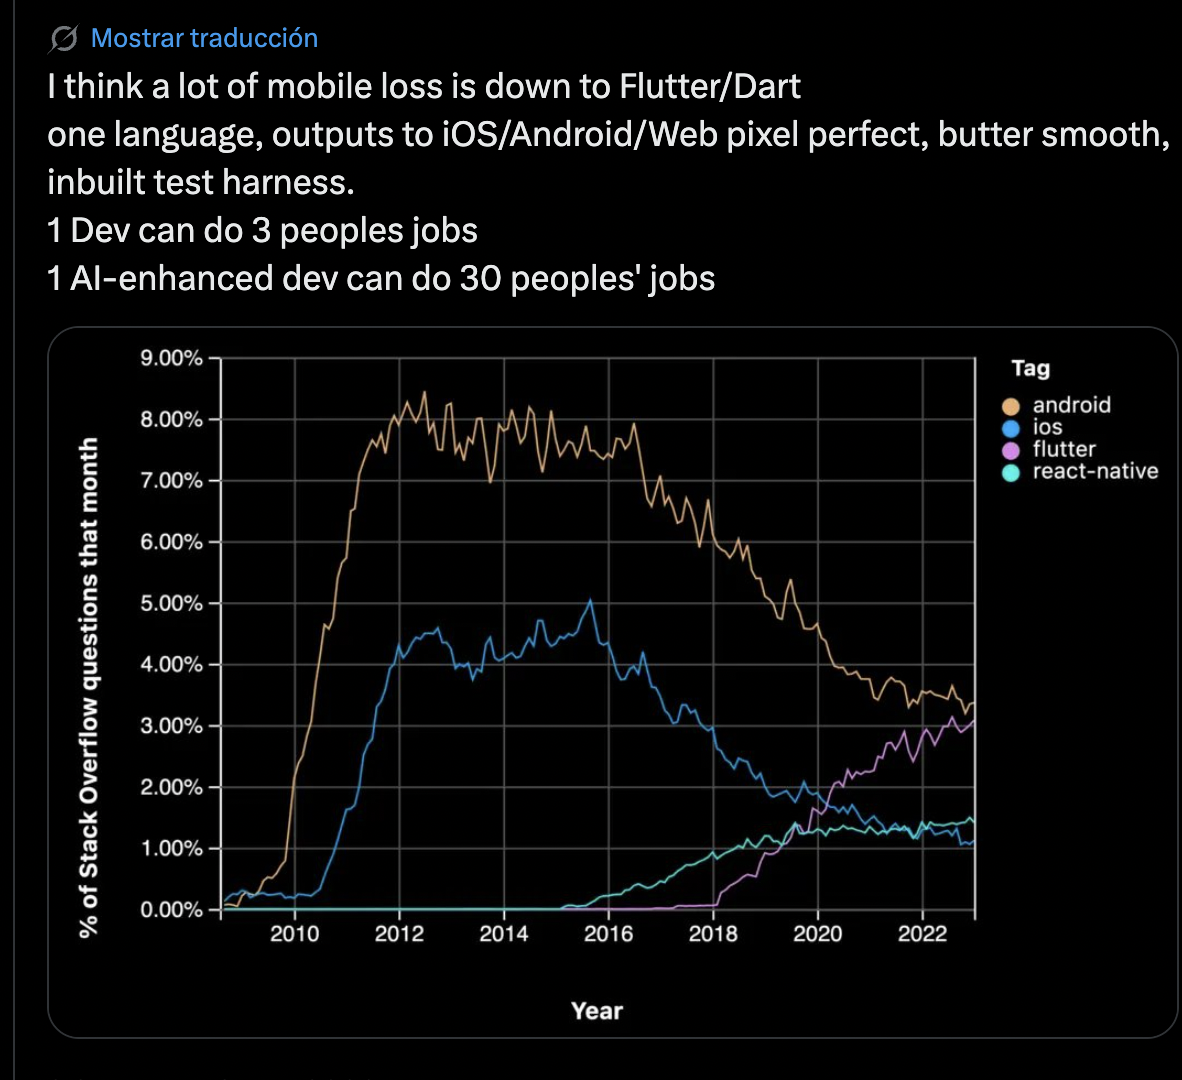 Mostrar traducción
I think a lot of mobile loss is down to Flutter/Dart
one language, outputs to iOS/Android/Web pixel perfect, butter smooth,
inbuilt test harness.
1 Dev can do 3 peoples jobs
1 AI-enhanced dev can do 30 peoples' jobs
% of Stack Overflow questions that month
9.00%
8.00%
7.00%
6.00%
5.00%
4.00%
3.00%
2.00%
1.00%
0.00%
2010 2012 2014 2016 2018 2020 2022
Year
Tag
android
ios
flutter
react-native